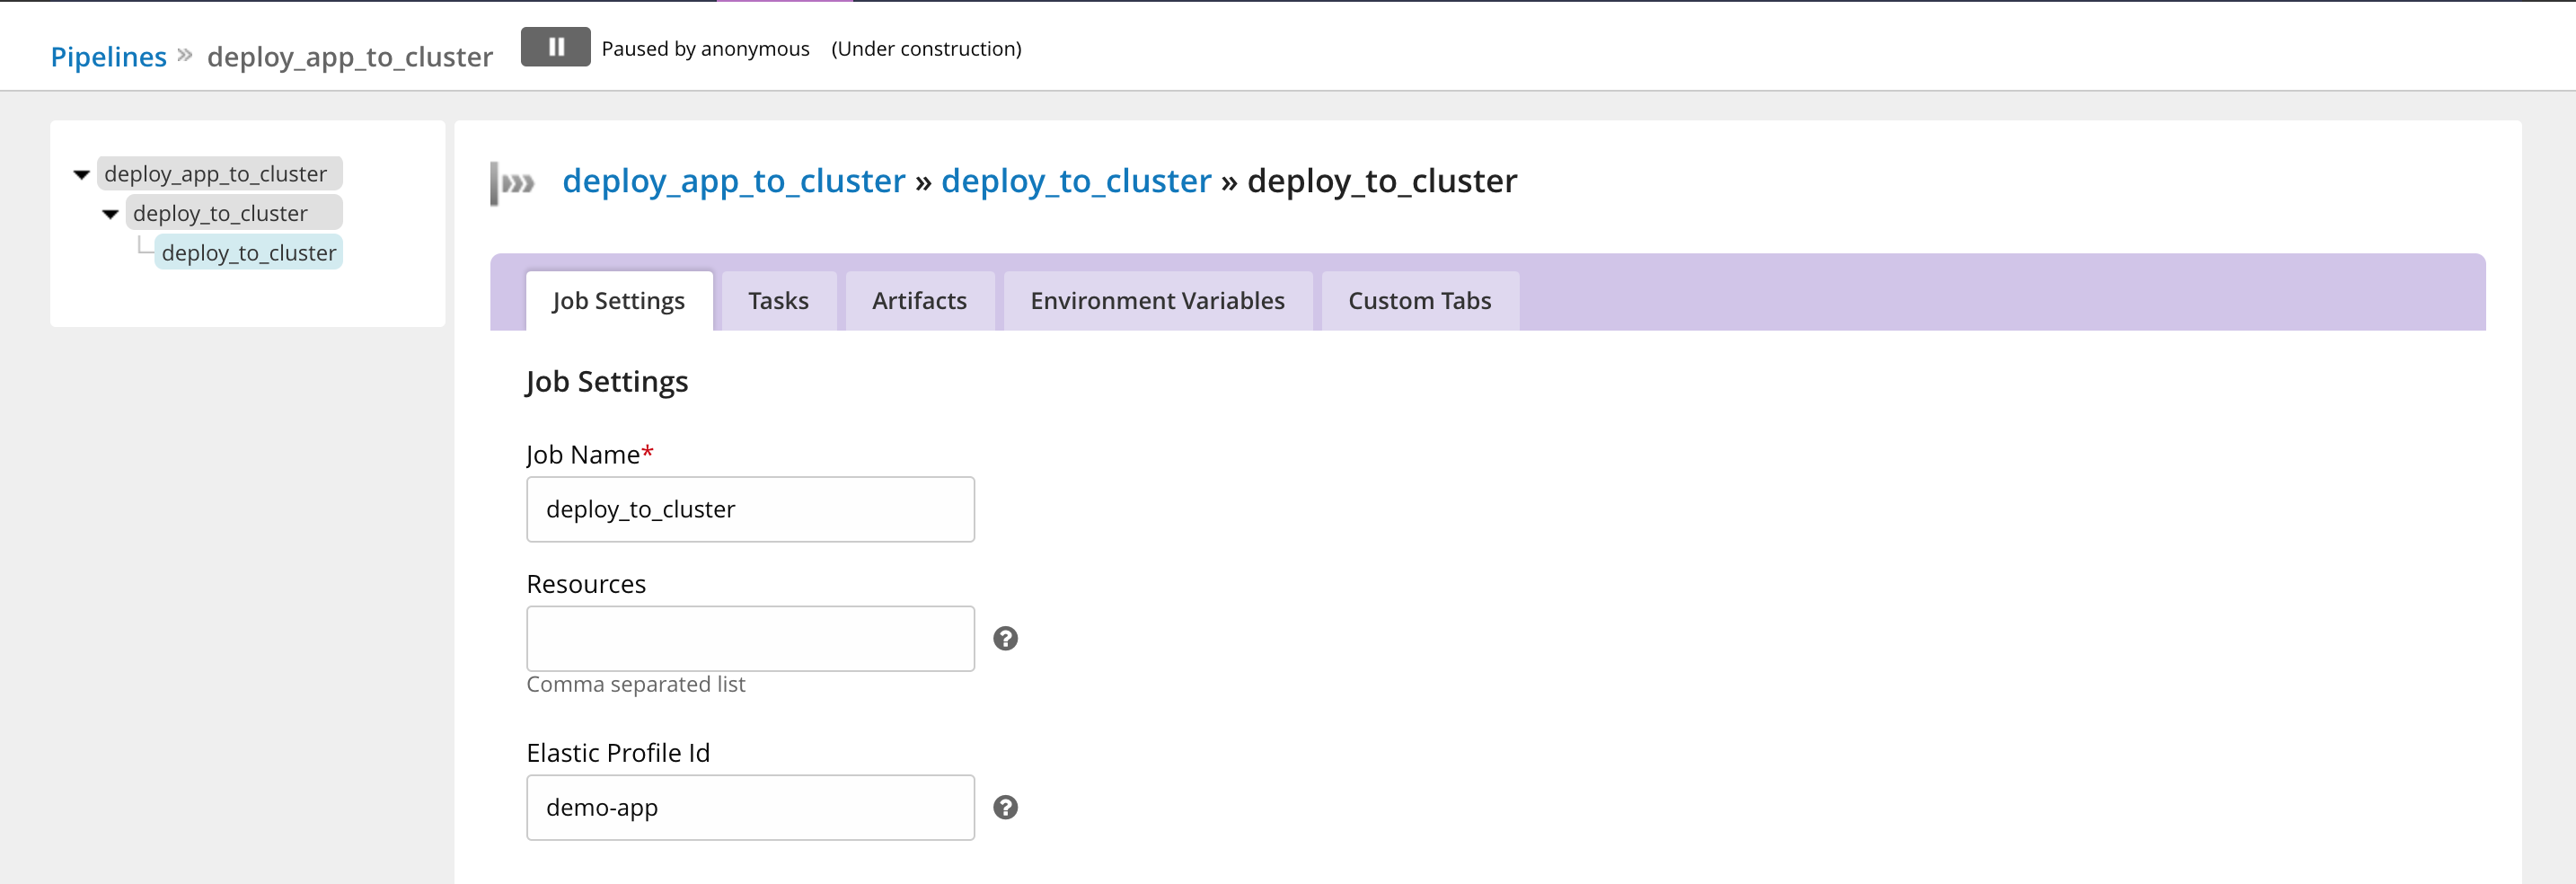 Pipelines » deploy_app_to_cluster Paused by anonymous (Under construction)
deploy_app_to_cluster
deploy_to_cluster
deploy_to_cluster
deploy_app_to_cluster » deploy_to_cluster » deploy_to_cluster
Job Settings Tasks Artifacts Environment Variables Custom Tabs
Job Settings
Job Name*
deploy_to_cluster
Resources
?
Comma separated list
Elastic Profile Id
demo-app ?